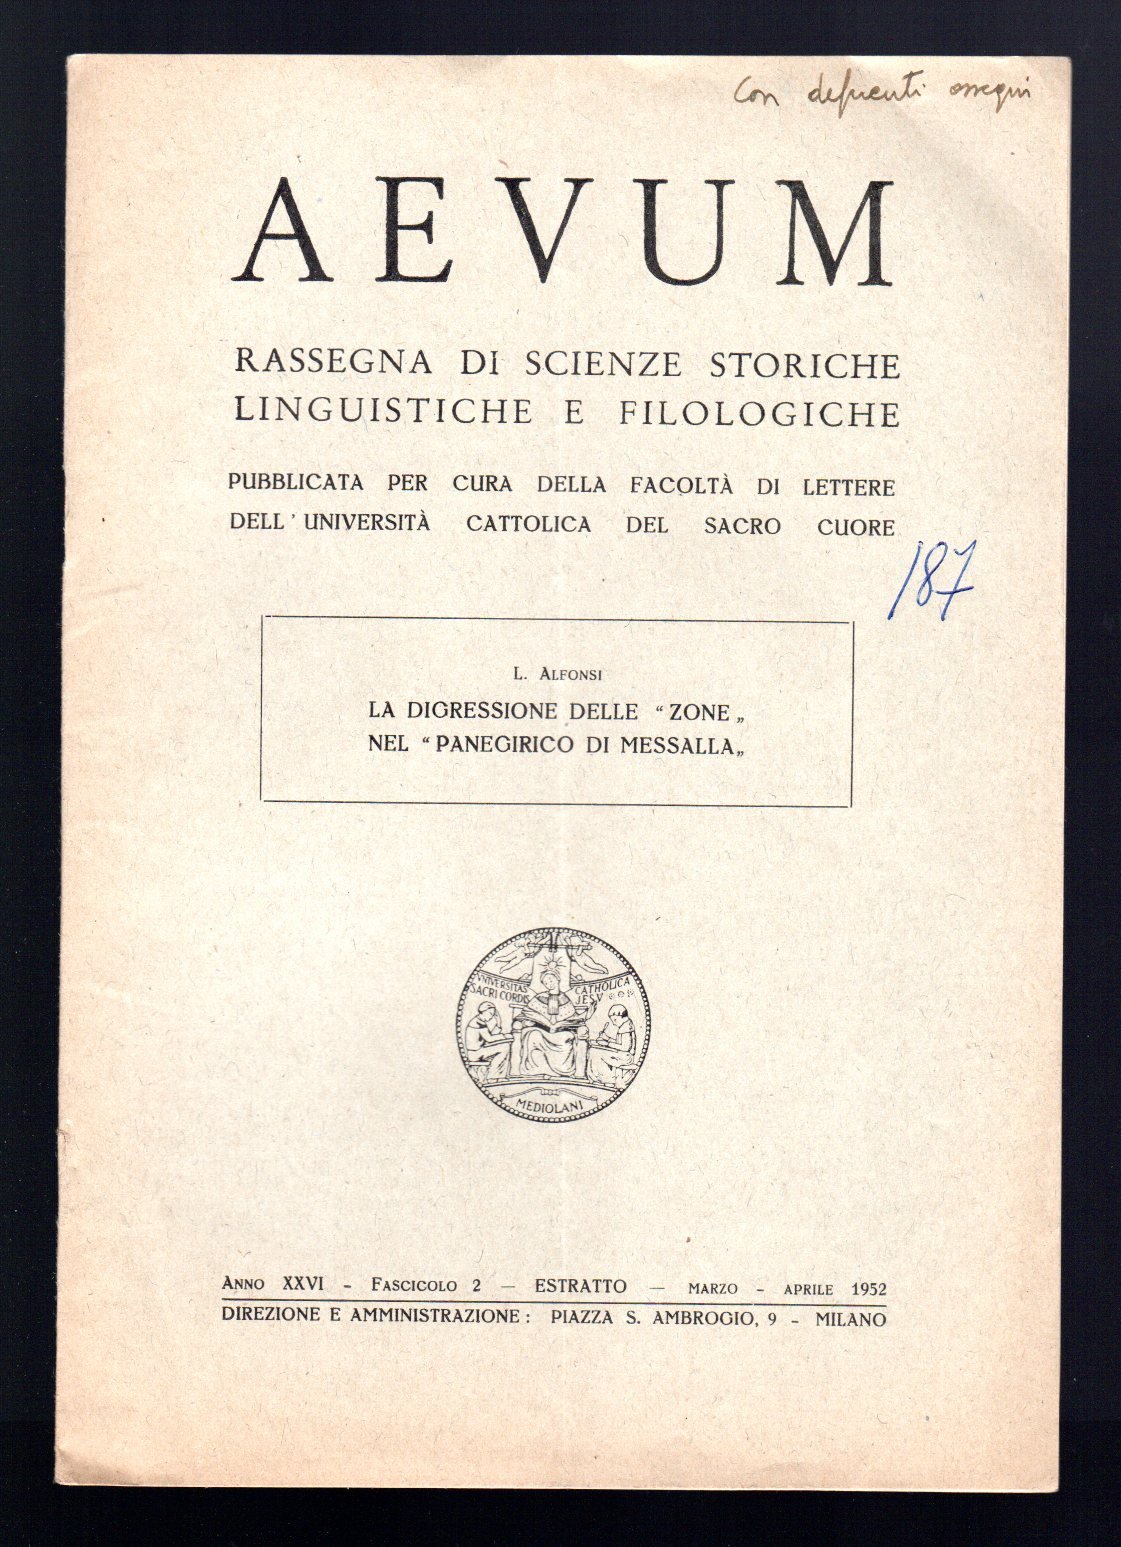 Con deferenti ossequi
AEVUM
RASSEGNA DI SCIENZE STORICHE
LINGUISTICHE E FILOLOGICHE
PUBBLICATA PER CURA DELLA FACOLTÀ DI LETTERE
DELL' UNIVERSITÀ CATTOLICA DEL SACRO CUORE
187
L. ALFONSI
LA DIGRESSIONE DELLE “ ZONE „
NEL “ PANEGIRICO DI MESSALLA„
VNIVERSITAS CATHOLICA
SACRI CORDIS JESV
MEDIOLANI
ANNO XXVI - FASCICOLO 2 — ESTRATTO — MARZO - APRILE 1952
DIREZIONE E AMMINISTRAZIONE : PIAZZA S. AMBROGIO, 9 - MILANO